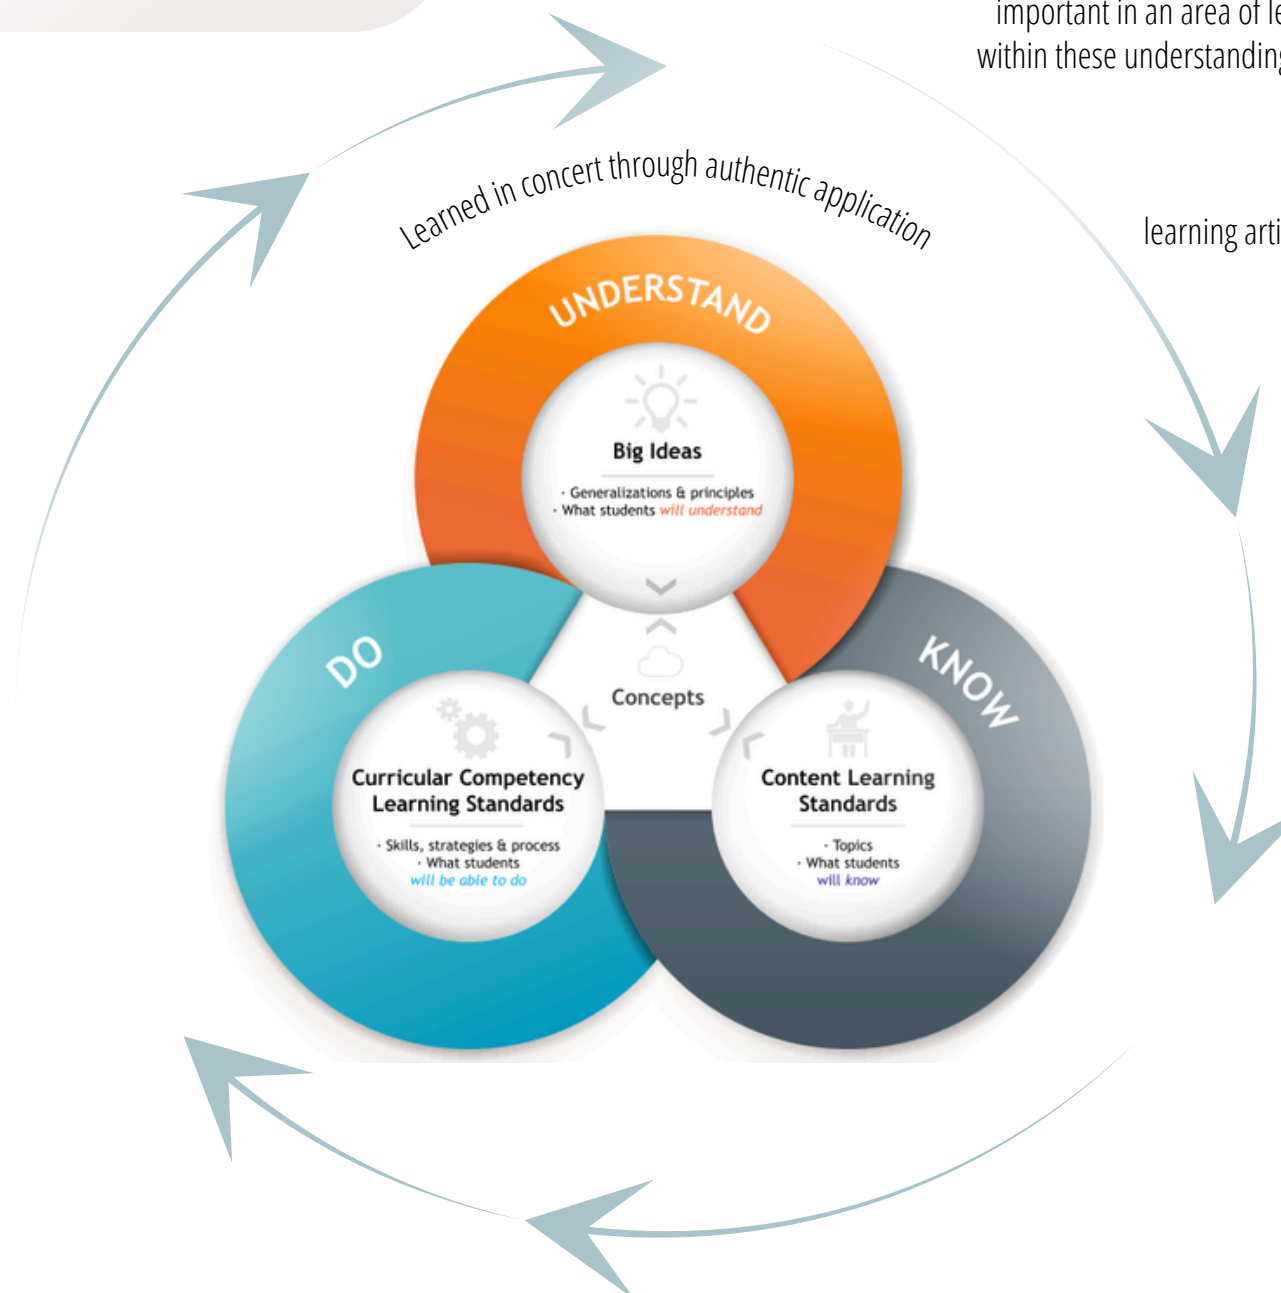 important in an area of le
within these understanding
learning arti
Learned in concert through authentic application
UNDERSTAND
Big Ideas
· Generalizations & principles
· What students will understand
Concepts
DO
Curricular Competency
Learning Standards
· Skills, strategies & process
· What students
will be able to do
KNOW
Content Learning
Standards
· Topics
· What students
will know